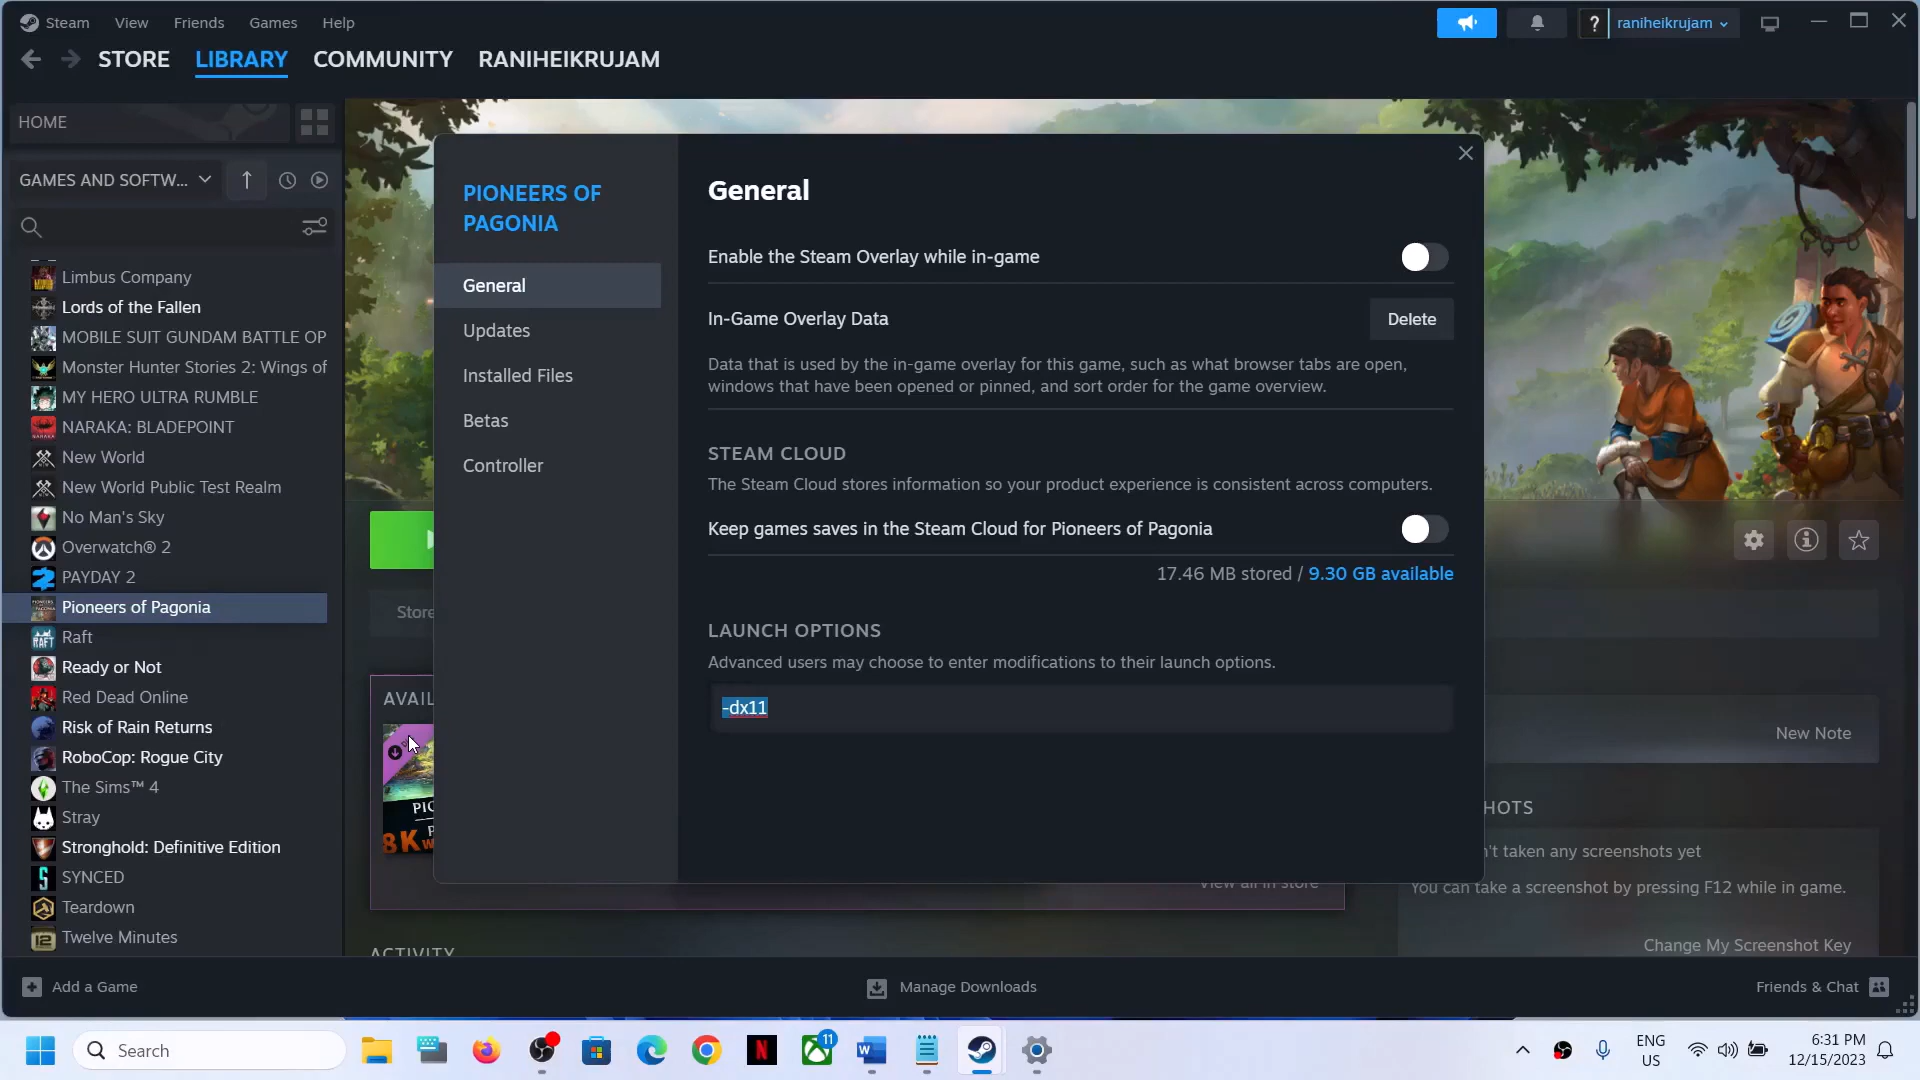 Steam View Friends Games Help
? raniheikrujam
STORE LIBRARY COMMUNITY RANIHEIKRUJAM
HOME
GAMES AND SOFTW...
Limbus Company
Lords of the Fallen
MOBILE SUIT GUNDAM BATTLE OP
Monster Hunter Stories 2: Wings of
MY HERO ULTRA RUMBLE
NARAKA: BLADEPOINT
New World
New World Public Test Realm
No Man's Sky
Overwatch® 2
PAYDAY 2
Pioneers of Pagonia
Raft
Ready or Not
Red Dead Online
Risk of Rain Returns
RoboCop: Rogue City
The Sims™ 4
Stray
Stronghold: Definitive Edition
SYNCED
Teardown
Twelve Minutes
PIONEERS OF
PAGONIA
General
Updates
Installed Files
Betas
Controller
General
Enable the Steam Overlay while in-game
In-Game Overlay Data
Delete
Data that is used by the in-game overlay for this game, such as what browser tabs are open,
windows that have been opened or pinned, and sort order for the game overview.
STEAM CLOUD
The Steam Cloud stores information so your product experience is consistent across computers.
Keep games saves in the Steam Cloud for Pioneers of Pagonia
17.46 MB stored / 9.30 GB available
LAUNCH OPTIONS
Advanced users may choose to enter modifications to their launch options.
-dx11
Store
AVAIL
PIO
P
8K W
View all in store
ACTIVITY
New Note
HOTS
n't taken any screenshots yet
You can take a screenshot by pressing F12 while in game.
Change My Screenshot Key
Add a Game
Manage Downloads
Friends & Chat
Search
11
ENG
US
6:31 PM
12/15/2023